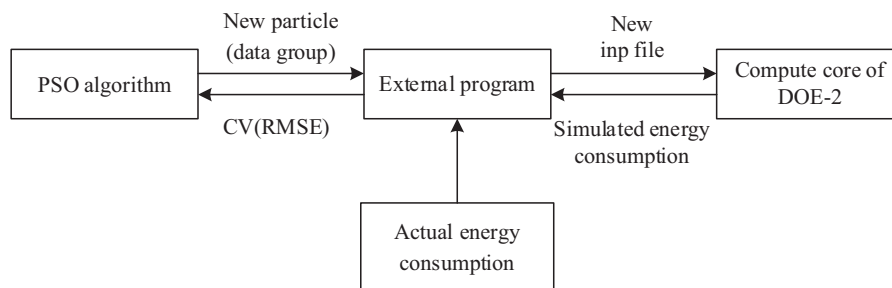 New particle
(data group)
New
inp file
PSO algorithm
External program
Compute core of
DOE-2
CV(RMSE)
Simulated energy
consumption
Actual energy
consumption